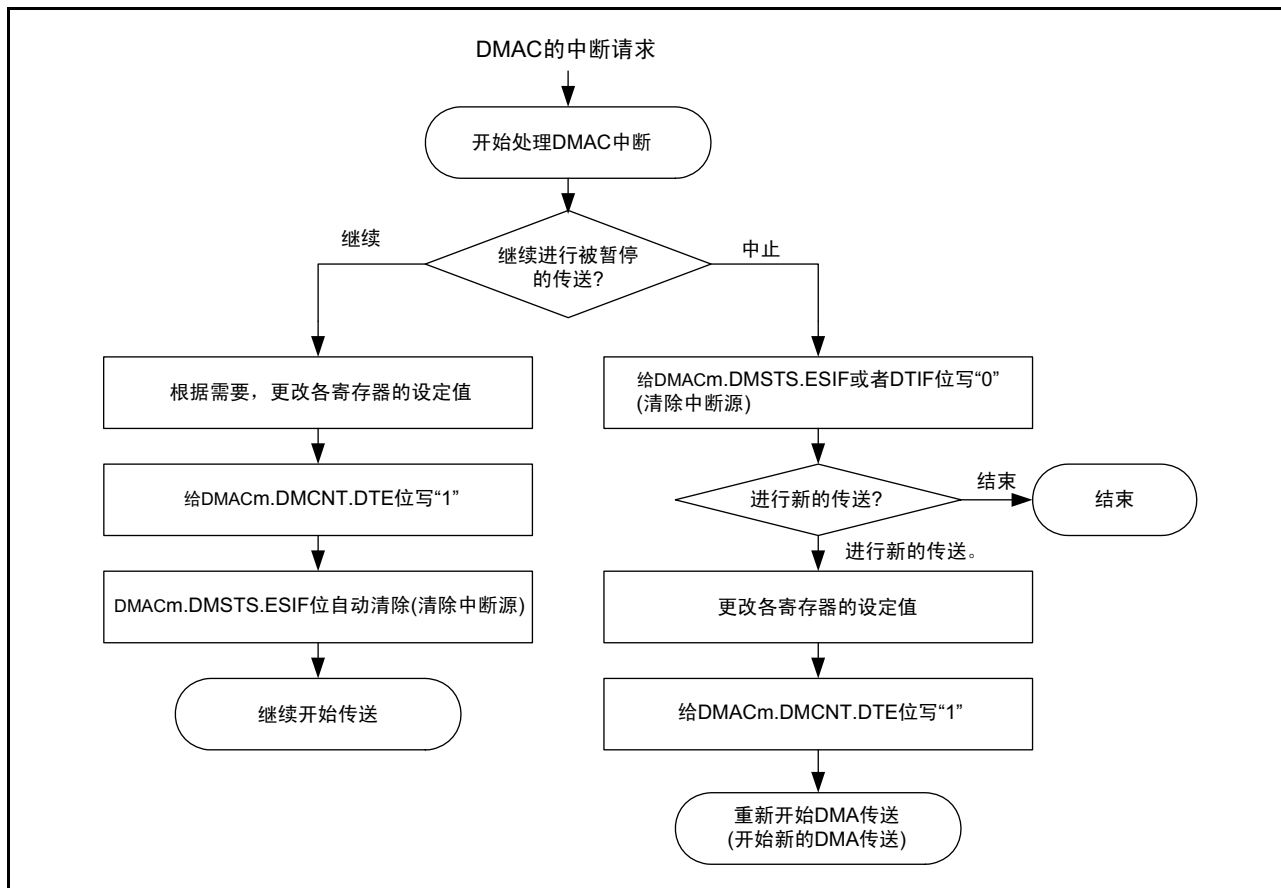 DMAC的中断请求
开始处理DMAC中断
继续
继续进行被暂停
的传送?
中止
根据需要，更改各寄存器的设定值
给DMACm.DMCNT.DTE位写“1”
DMACm.DMSTS.ESIF位自动清除(清除中断源)
继续开始传送
给DMACm.DMSTS.ESIF或者DTIF位写“0”
(清除中断源)
进行新的传送?
结束
结束
进行新的传送。
更改各寄存器的设定值
给DMACm.DMCNT.DTE位写“1”
重新开始DMA传送
(开始新的DMA传送)